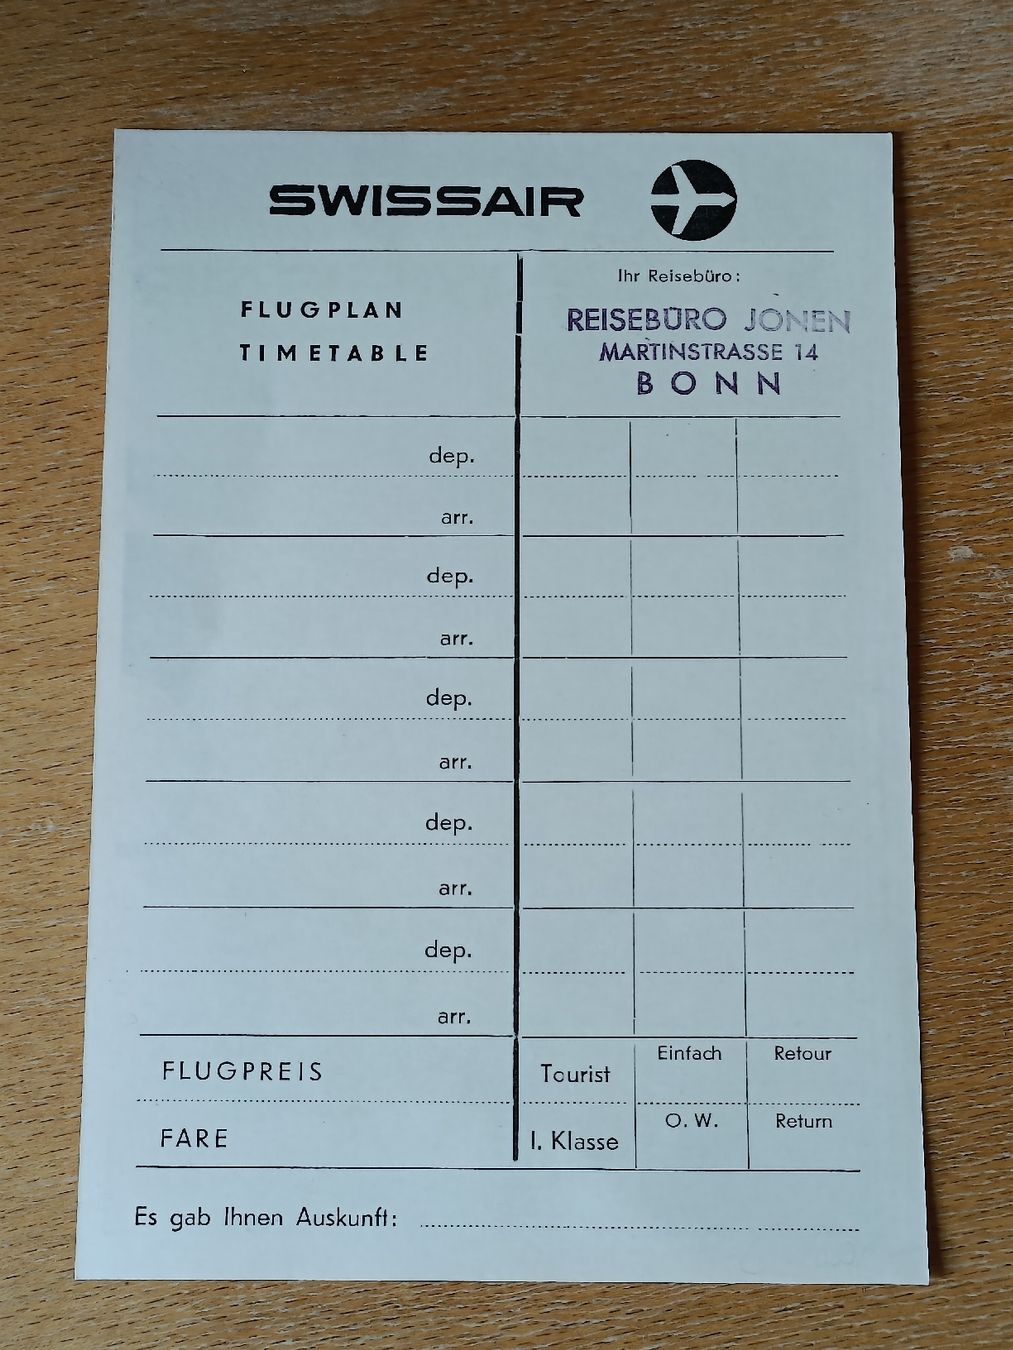 SWISSAIR
FLUGPLAN
TIMETABLE
Ihr Reisebüro:
REISEBÜRO JONEN
MARTINSTRASSE 14
BONN
dep.
arr.
dep.
arr.
dep.
arr.
dep.
arr.
dep.
arr.
FLUGPREIS Tourist Einfach Retour
FARE I. Klasse O. W. Return
Es gab Ihnen Auskunft: